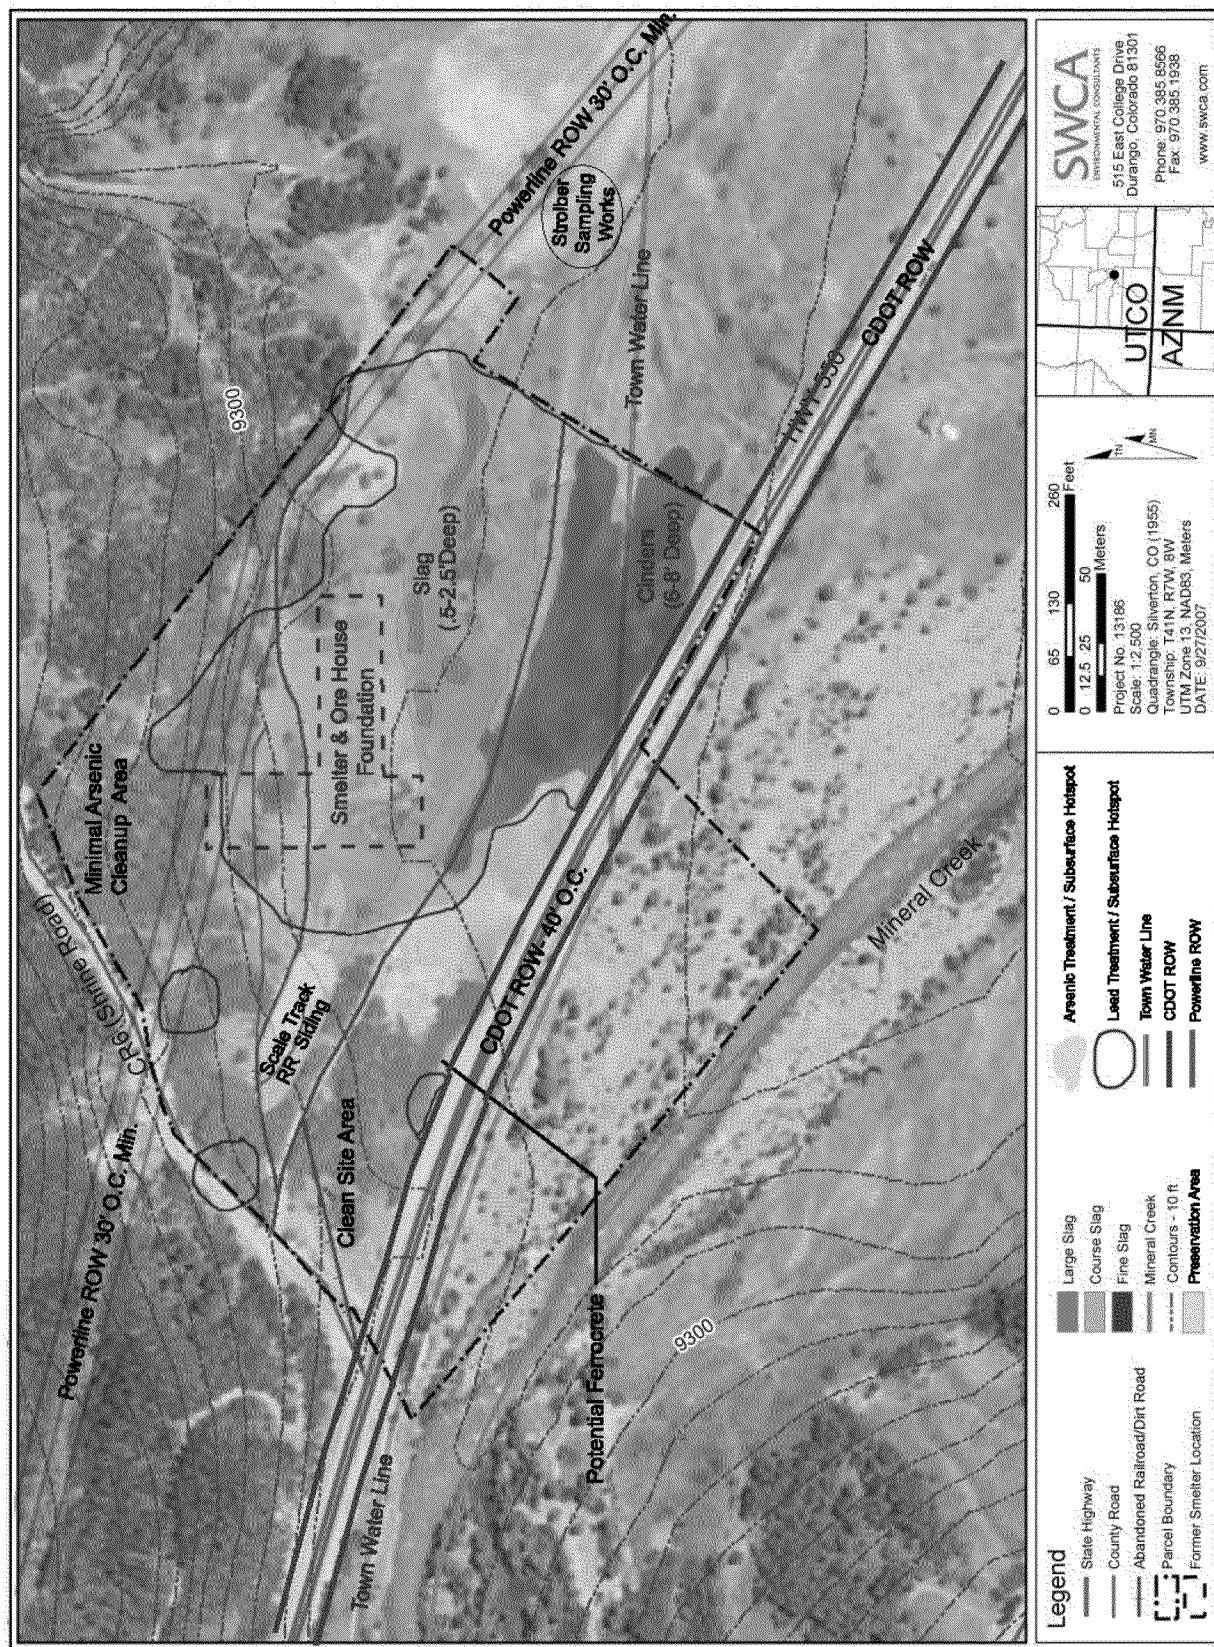 Powerline ROW 30' O.C. Min.
CR6 (Shrine Road)
Minimal Arsenic
Cleanup Area
9300
Powerline ROW 30' O.C. Min.
Scale Track
RR Siding
Smelter & Ore House
Foundation
Slag
(.5-2.5'Deep)
Strolber
Sampling
Works
Clean Site Area
Town Water Line
Cinders
(6-8' Deep)
Town Water Line
CDOT ROW- 40' O.C.
HWY 550
CDOT ROW
Potential Ferrocrete
9300
Mineral Creek
Legend
State Highway
County Road
Abandoned Railroad/Dirt Road
Parcel Boundary
Former Smelter Location
Large Slag
Course Slag
Fine Slag
Mineral Creek
Contours - 10 ft
Preservation Area
Arsenic Treatment / Subsurface Hotspot
Lead Treatment / Subsurface Hotspot
Town Water Line
CDOT ROW
Powerline ROW
0 65 130 260
Feet
0 12.5 25 50
Meters
Project No. 13186
Scale: 1:2,500
Quadrangle: Silverton, CO (1955)
Township: T41N, R7W, 8W
UTM Zone 13, NAD83, Meters
DATE: 9/27/2007
TN
MN
UT CO
AZ NM
SWCA
ENVIRONMENTAL CONSULTANTS
515 East College Drive
Durango, Colorado 81301
Phone: 970.385.8566
Fax: 970.385.1938
www.swca.com